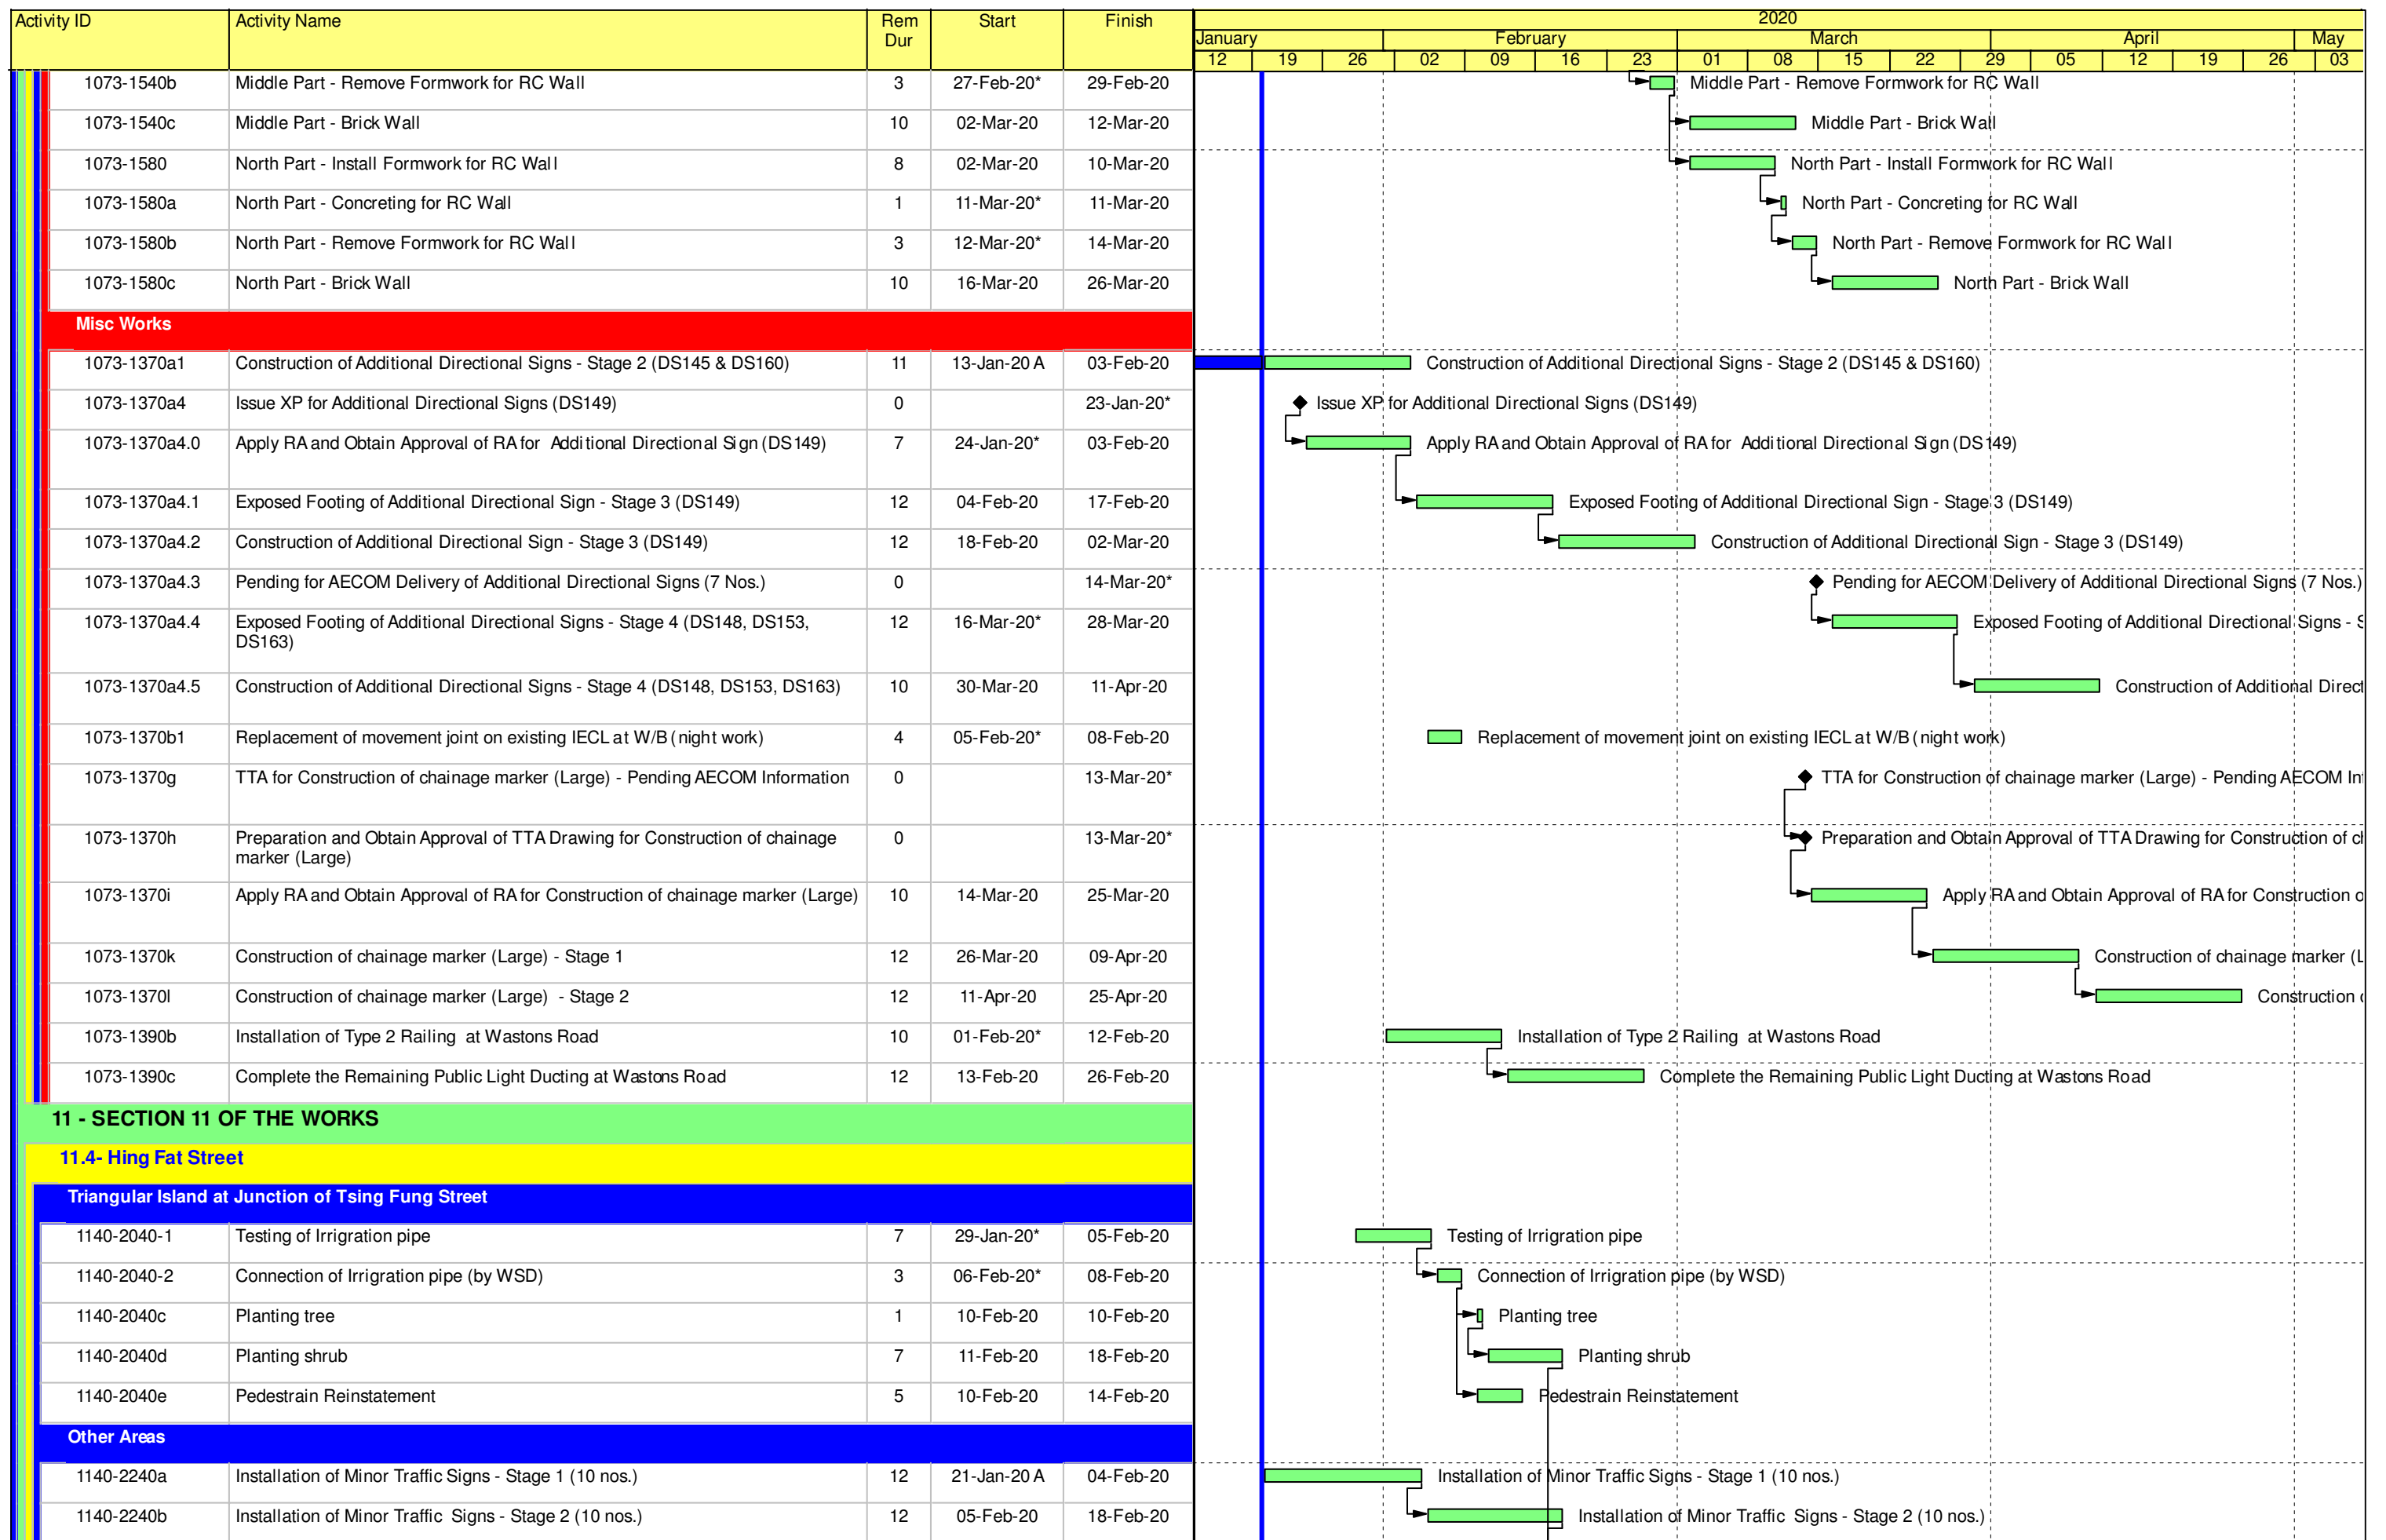 Activity ID Activity Name Rem Start Finish 2020
Dur January February March April May
12 19 26 02 09 16 23 01 08 15 22 29 05 12 19 26 03
1073-1540b Middle Part - Remove Formwork for RC Wall 3 27-Feb-20* 29-Feb-20 Middle Part - Remove Formwork for RC Wall
1073-1540c Middle Part - Brick Wall 10 02-Mar-20 12-Mar-20 Middle Part - Brick Wall
1073-1580 North Part - Install Formwork for RC Wall 8 02-Mar-20 10-Mar-20 North Part - Install Formwork for RC Wall
1073-1580a North Part - Concreting for RC Wall 1 11-Mar-20* 11-Mar-20 North Part - Concreting for RC Wall
1073-1580b North Part - Remove Formwork for RC Wall 3 12-Mar-20* 14-Mar-20 North Part - Remove Formwork for RC Wall
1073-1580c North Part - Brick Wall 10 16-Mar-20 26-Mar-20 North Part - Brick Wall
Misc Works
1073-1370a1 Construction of Additional Directional Signs - Stage 2 (DS145 & DS160) 11 13-Jan-20 A 03-Feb-20 Construction of Additional Directional Signs - Stage 2 (DS145 & DS160)
1073-1370a4 Issue XP for Additional Directional Signs (DS149) 0 23-Jan-20* Issue XP for Additional Directional Signs (DS149)
1073-1370a4.0 Apply RA and Obtain Approval of RA for Additional Directional Sign (DS149) 7 24-Jan-20* 03-Feb-20 Apply RA and Obtain Approval of RA for Additional Directional Sign (DS149)
1073-1370a4.1 Exposed Footing of Additional Directional Sign - Stage 3 (DS149) 12 04-Feb-20 17-Feb-20 Exposed Footing of Additional Directional Sign - Stage 3 (DS149)
1073-1370a4.2 Construction of Additional Directional Sign - Stage 3 (DS149) 12 18-Feb-20 02-Mar-20 Construction of Additional Directional Sign - Stage 3 (DS149)
1073-1370a4.3 Pending for AECOM Delivery of Additional Directional Signs (7 Nos.) 0 14-Mar-20* Pending for AECOM Delivery of Additional Directional Signs (7 Nos.)
1073-1370a4.4 Exposed Footing of Additional Directional Signs - Stage 4 (DS148, DS153, 12 16-Mar-20* 28-Mar-20 Exposed Footing of Additional Directional Signs -
DS163)
1073-1370a4.5 Construction of Additional Directional Signs - Stage 4 (DS148, DS153, DS163) 10 30-Mar-20 11-Apr-20 Construction of Additional Direct
1073-1370b1 Replacement of movement joint on existing IECL at W/B (night work) 4 05-Feb-20* 08-Feb-20 Replacement of movement joint on existing IECL at W/B (night work)
1073-1370g TTA for Construction of chainage marker (Large) - Pending AECOM Information 0 13-Mar-20* TTA for Construction of chainage marker (Large) - Pending AECOM In
1073-1370h Preparation and Obtain Approval of TTA Drawing for Construction of chainage 0 13-Mar-20* Preparation and Obtain Approval of TTA Drawing for Construction of ch
marker (Large)
1073-1370i Apply RA and Obtain Approval of RA for Construction of chainage marker (Large) 10 14-Mar-20 25-Mar-20 Apply RA and Obtain Approval of RA for Construction o
1073-1370k Construction of chainage marker (Large) - Stage 1 12 26-Mar-20 09-Apr-20 Construction of chainage marker (L
1073-1370l Construction of chainage marker (Large) - Stage 2 12 11-Apr-20 25-Apr-20 Construction
1073-1390b Installation of Type 2 Railing at Wastons Road 10 01-Feb-20* 12-Feb-20 Installation of Type 2 Railing at Wastons Road
1073-1390c Complete the Remaining Public Light Ducting at Wastons Road 12 13-Feb-20 26-Feb-20 Complete the Remaining Public Light Ducting at Wastons Road
11 - SECTION 11 OF THE WORKS
11.4- Hing Fat Street
Triangular Island at Junction of Tsing Fung Street
1140-2040-1 Testing of Irrigration pipe 7 29-Jan-20* 05-Feb-20 Testing of Irrigration pipe
1140-2040-2 Connection of Irrigration pipe (by WSD) 3 06-Feb-20* 08-Feb-20 Connection of Irrigration pipe (by WSD)
1140-2040c Planting tree 1 10-Feb-20 10-Feb-20 Planting tree
1140-2040d Planting shrub 7 11-Feb-20 18-Feb-20 Planting shrub
1140-2040e Pedestrain Reinstatement 5 10-Feb-20 14-Feb-20 Pedestrain Reinstatement
Other Areas
1140-2240a Installation of Minor Traffic Signs - Stage 1 (10 nos.) 12 21-Jan-20 A 04-Feb-20 Installation of Minor Traffic Signs - Stage 1 (10 nos.)
1140-2240b Installation of Minor Traffic Signs - Stage 2 (10 nos.) 12 05-Feb-20 18-Feb-20 Installation of Minor Traffic Signs - Stage 2 (10 nos.)